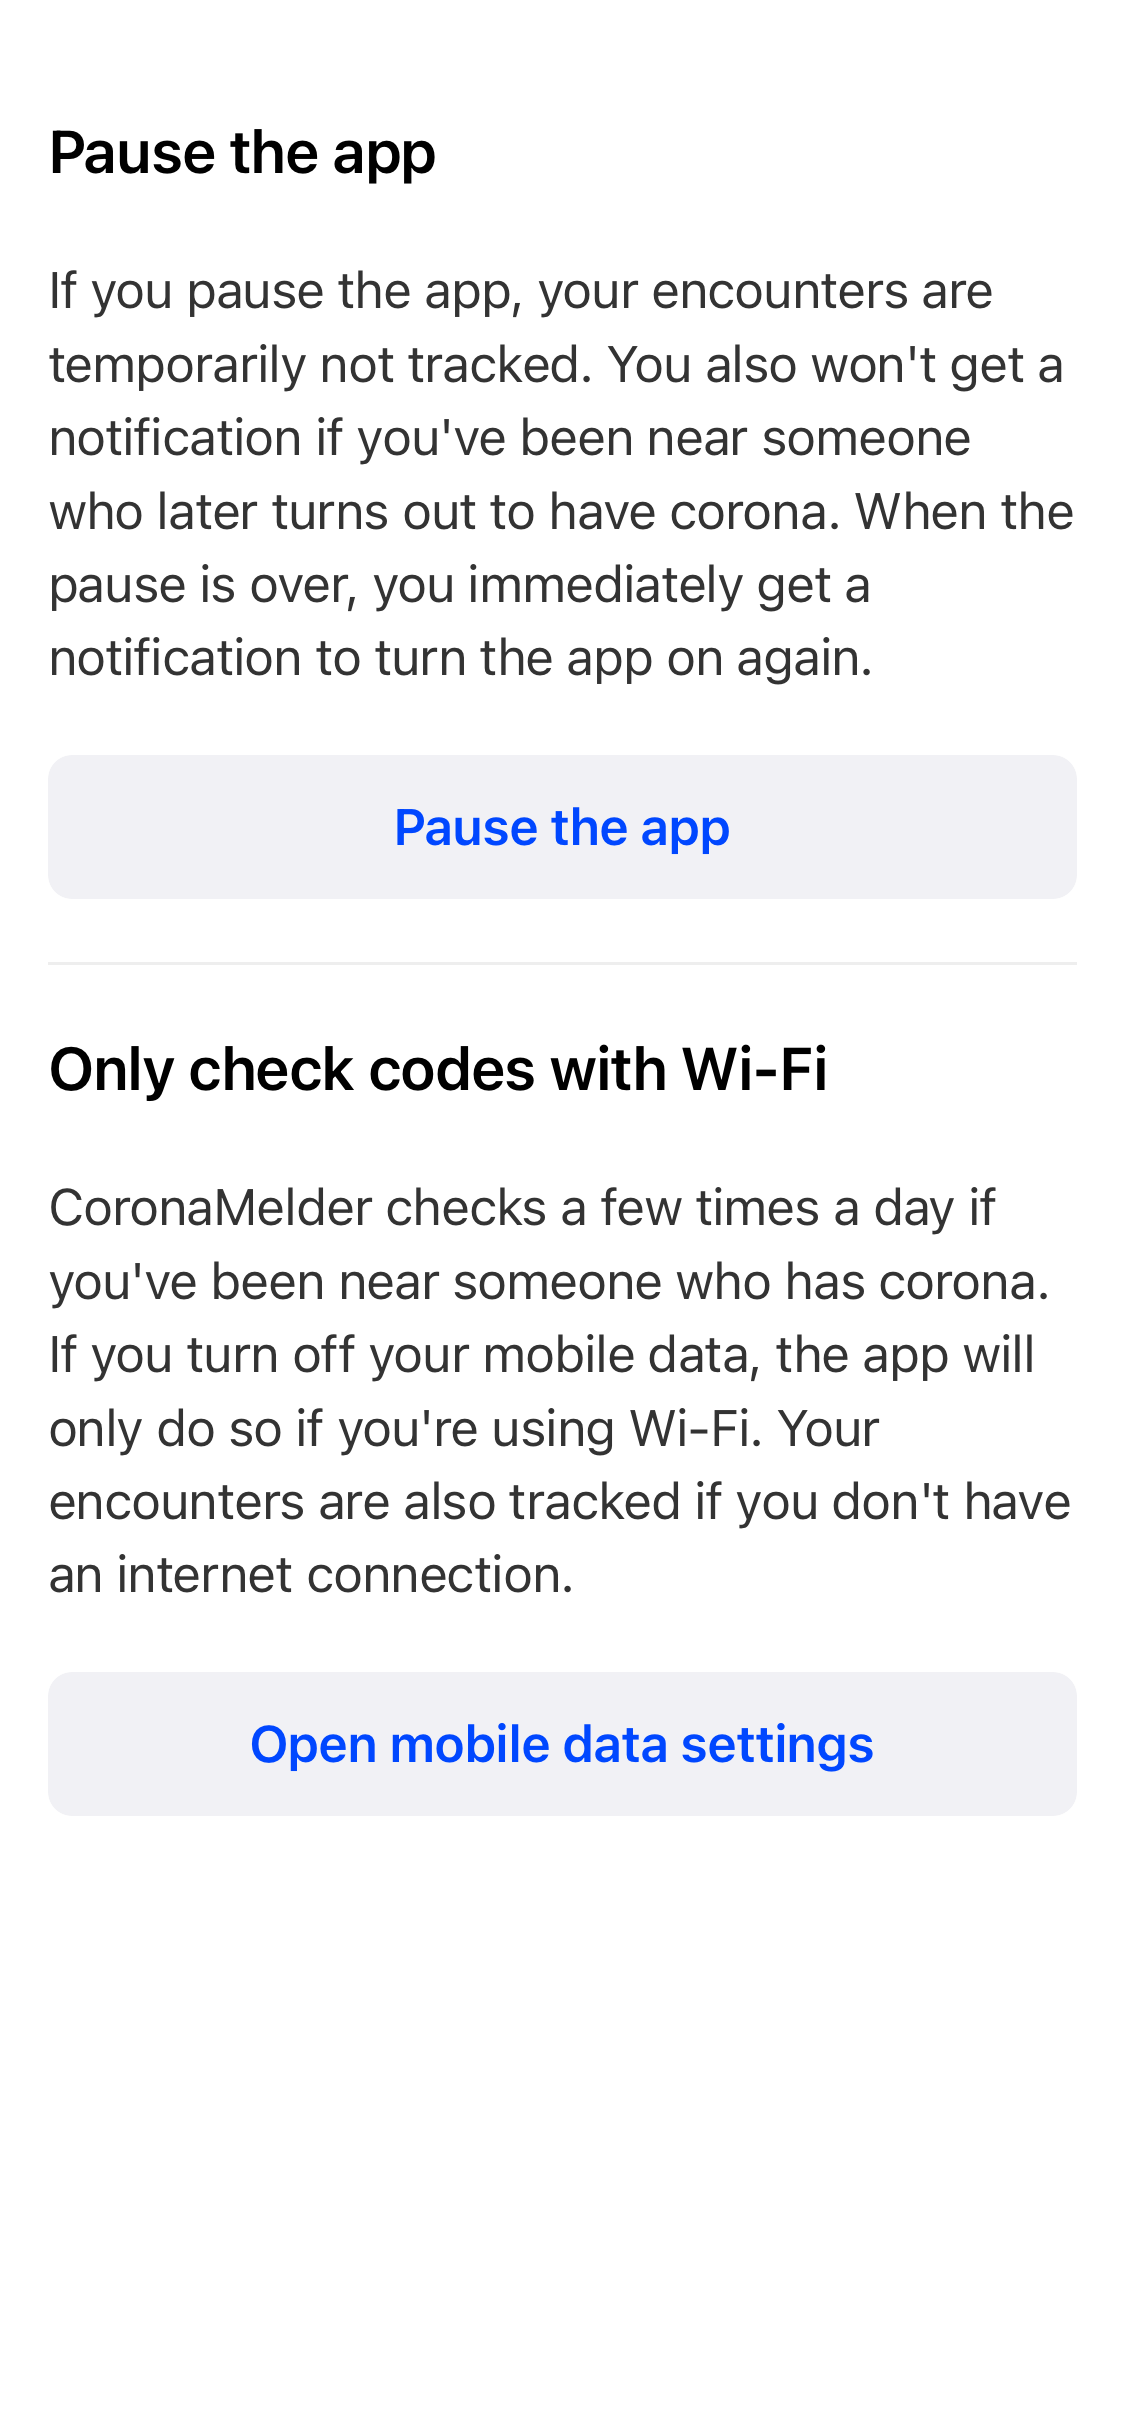 Pause the app
If you pause the app, your encounters are
temporarily not tracked. You also won't get a
notification if you've been near someone
who later turns out to have corona. When the
pause is over, you immediately get a
notification to turn the app on again.
Pause the app
Only check codes with Wi-Fi
CoronaMelder checks a few times a day if
you've been near someone who has corona.
If you turn off your mobile data, the app will
only do so if you're using Wi-Fi. Your
encounters are also tracked if you don't have
an internet connection.
Open mobile data settings